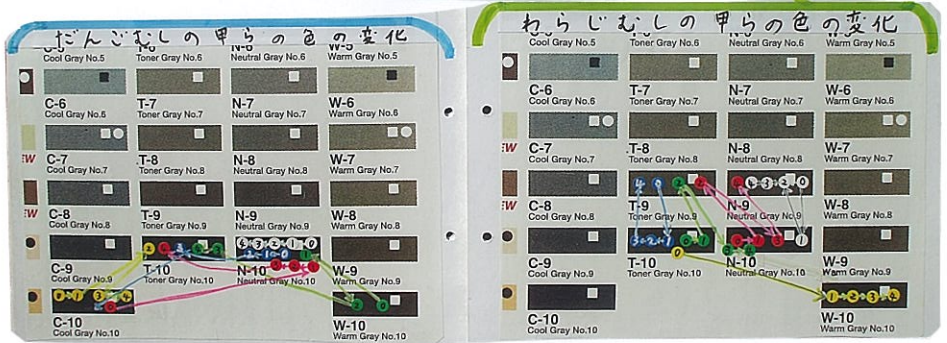 だんごむしの甲らの色の変化
Cool Gray No.5 Toner Gray No.6 Neutral Gray No.6 Warm Gray No.5
C-6 T-7 N-7 W-6
Cool Gray No.6 Toner Gray No.7 Neutral Gray No.7 Warm Gray No.6
C-7 T-8 N-8 W-7
Cool Gray No.7 Toner Gray No.8 Neutral Gray No.8 Warm Gray No.7
C-8 T-9 N-9 W-8
Cool Gray No.8 Toner Gray No.9 Neutral Gray No.9 Warm Gray No.8
C-9 T-10 N-10 W-9
Cool Gray No.9 Toner Gray No.10 Neutral Gray No.10 Warm Gray No.9
C-10 W-10
Cool Gray No.10 Warm Gray No.10
わらじむしの甲らの色の変化
Cool Gray No.5 Toner Gray No.6 Neutral Gray No.6 Warm Gray No.5
C-6 T-7 N-7 W-6
Cool Gray No.6 Toner Gray No.7 Neutral Gray No.7 Warm Gray No.6
C-7 T-8 N-8 W-7
Cool Gray No.7 Toner Gray No.8 Neutral Gray No.8 Warm Gray No.7
C-8 T-9 N-9 W-8
Cool Gray No.8 Toner Gray No.9 Neutral Gray No.9 Warm Gray No.8
C-9 T-10 N-10 W-9
Cool Gray No.9 Toner Gray No.10 Neutral Gray No.10 Warm Gray No.9
C-10 W-10
Cool Gray No.10 Warm Gray No.10